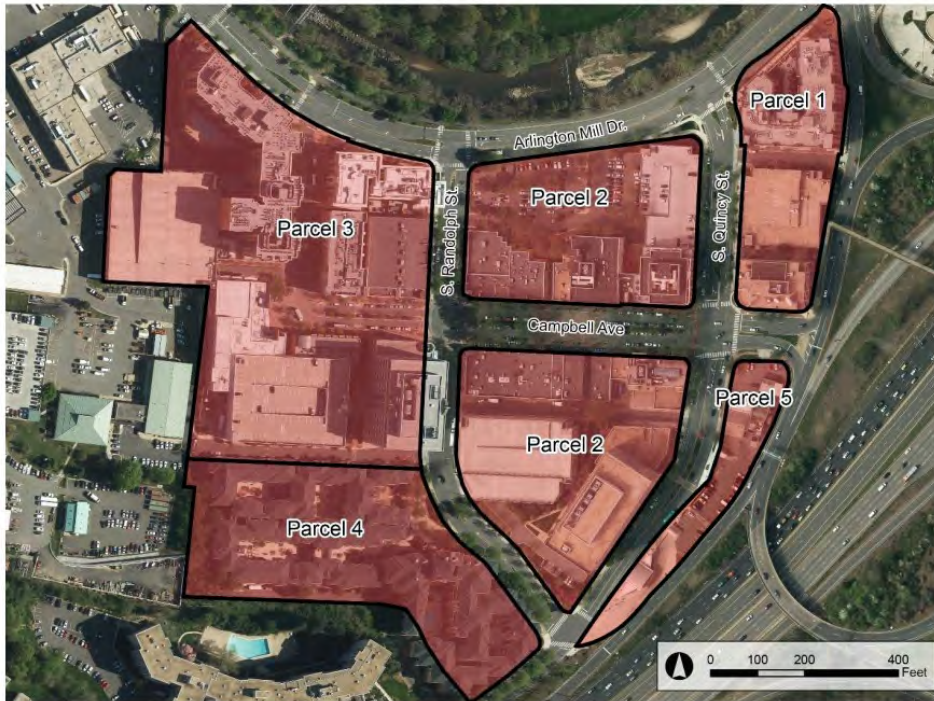 Parcel 1
Arlington Mill Dr.
Parcel 2
S. Quincy St.
S. Randolph St.
Parcel 3
Campbell Ave
Parcel 5
Parcel 2
Parcel 4
0 100 200 400
Feet